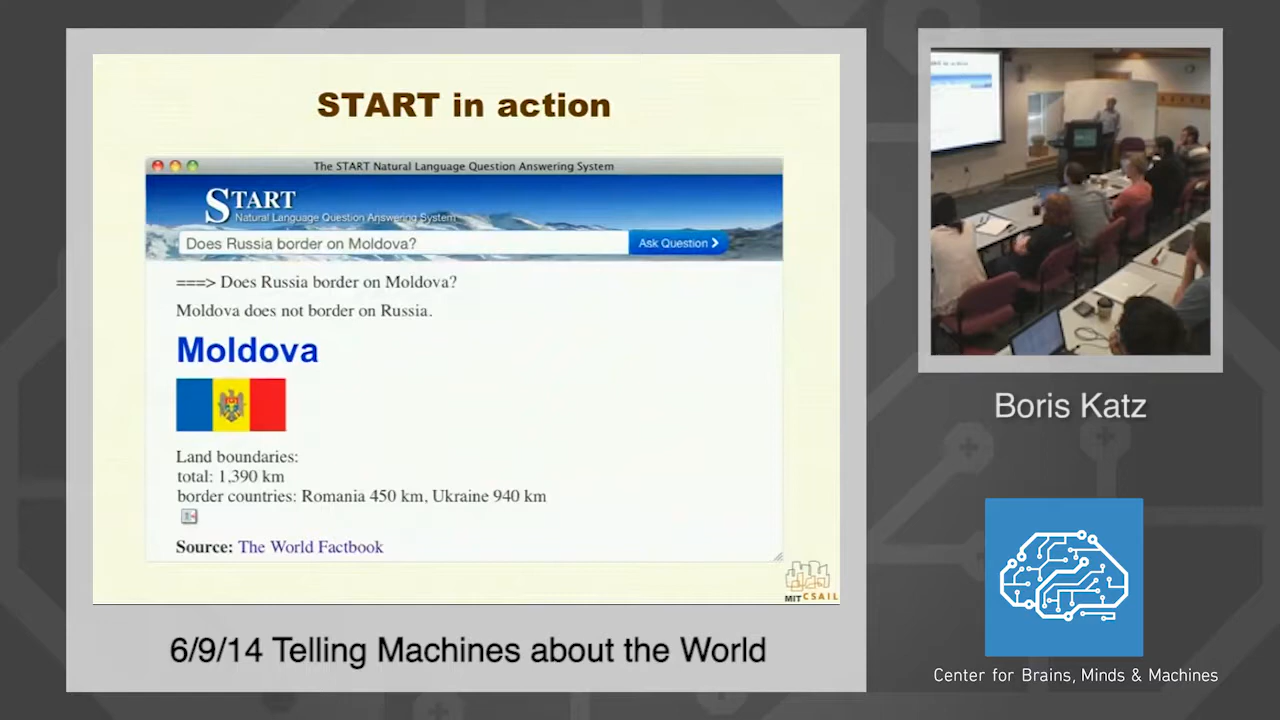 START in action
The START Natural Language Question Answering System
START
Natural Language Question Answering System
Does Russia border on Moldova?
Ask Question
===> Does Russia border on Moldova?
Moldova does not border on Russia.
Moldova
Land boundaries:
total: 1,390 km
border countries: Romania 450 km, Ukraine 940 km
Source: The World Factbook
MIT CSAIL
6/9/14 Telling Machines about the World
Boris Katz
Center for Brains, Minds & Machines